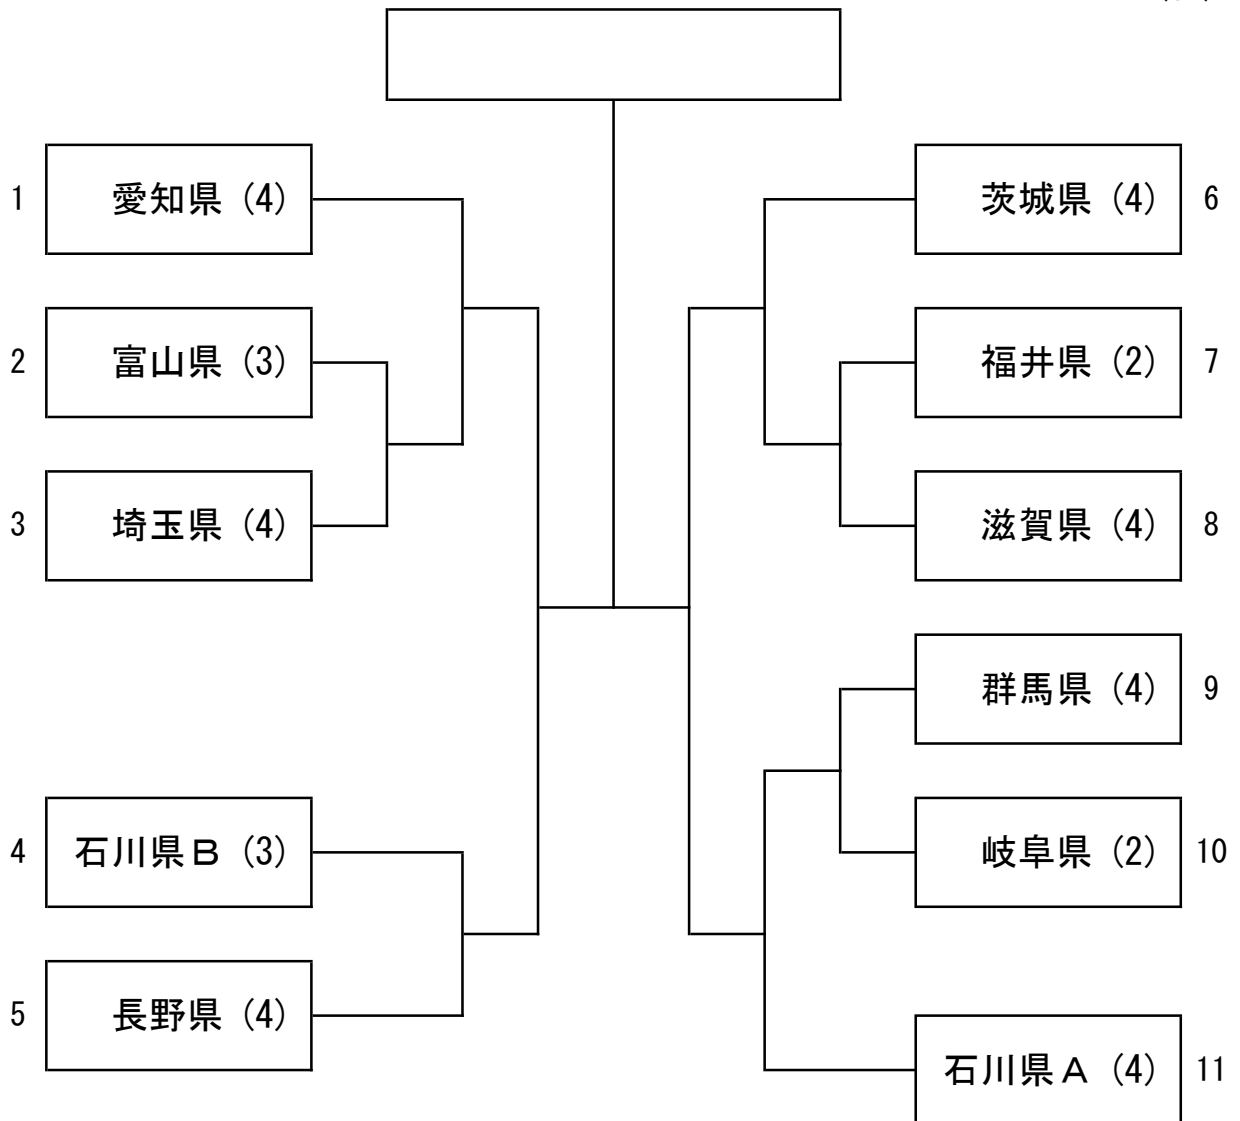 1 愛知県 (4)
2 富山県 (3)
3 埼玉県 (4)
4 石川県Ｂ (3)
5 長野県 (4)
茨城県 (4) 6
福井県 (2) 7
滋賀県 (4) 8
群馬県 (4) 9
岐阜県 (2) 10
石川県Ａ (4) 11